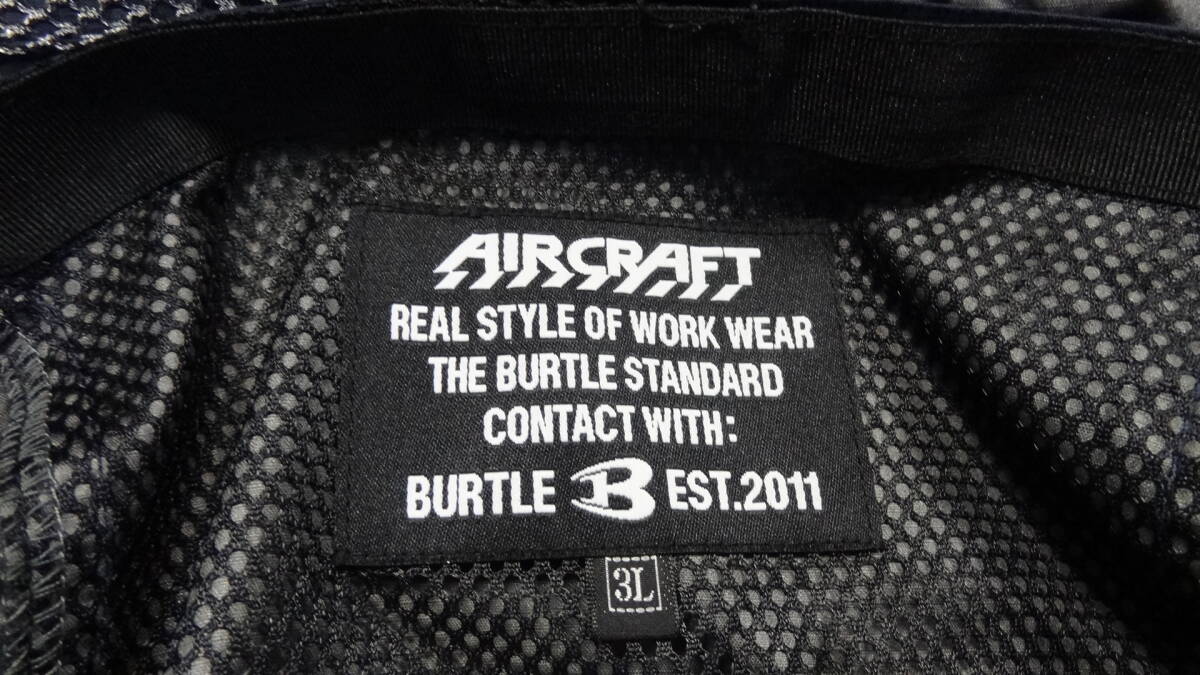 AIRCRAFT
REAL STYLE OF WORK WEAR
THE BURTLE STANDARD
CONTACT WITH:
BURTLE B EST.2011
3L